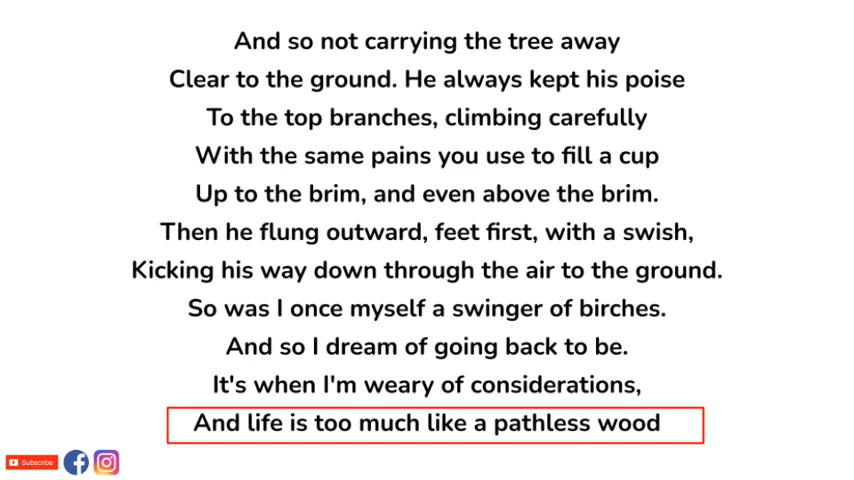 And so not carrying the tree away
Clear to the ground. He always kept his poise
To the top branches, climbing carefully
With the same pains you use to fill a cup
Up to the brim, and even above the brim.
Then he flung outward, feet first, with a swish,
Kicking his way down through the air to the ground.
So was I once myself a swinger of birches.
And so I dream of going back to be.
It's when I'm weary of considerations,
And life is too much like a pathless wood
Subscribe